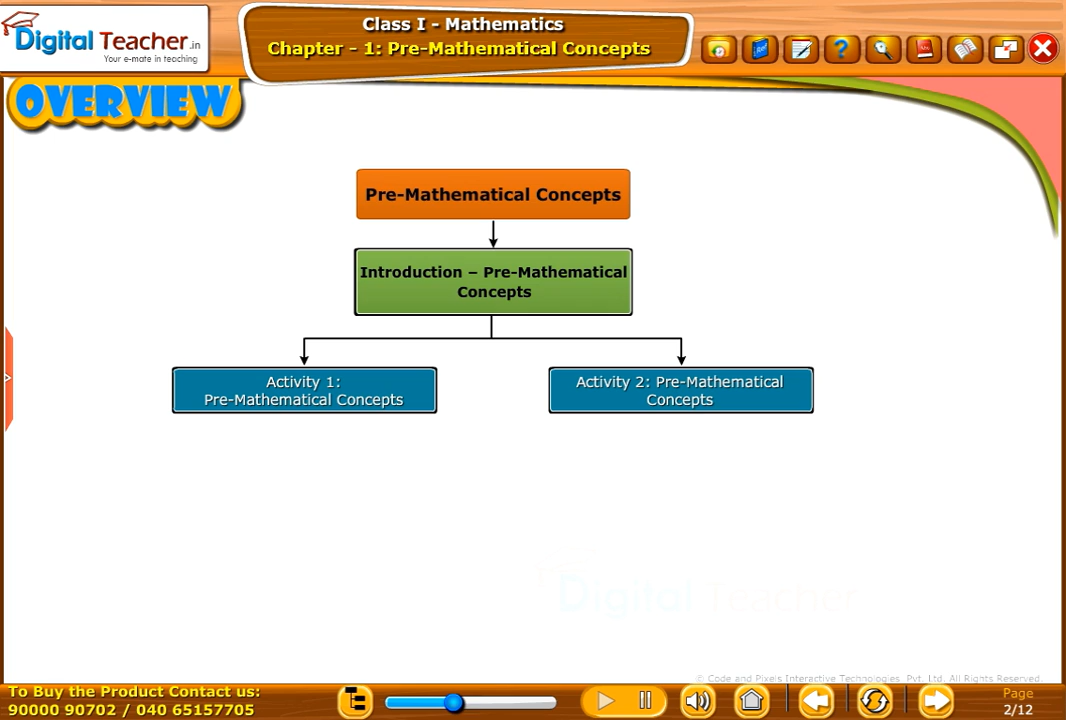 Digital Teacher.in
Your e-mate in teaching
Class I - Mathematics
Chapter - 1: Pre-Mathematical Concepts
OVERVIEW
Pre-Mathematical Concepts
Introduction – Pre-Mathematical
Concepts
Activity 1:
Pre-Mathematical Concepts
Activity 2: Pre-Mathematical
Concepts
Digital Teacher
© Code and Pixels Interactive Technologies. Pvt. Ltd. All Rights Reserved.
To Buy the Product Contact us:
90000 90702 / 040 65157705
Page
2/12